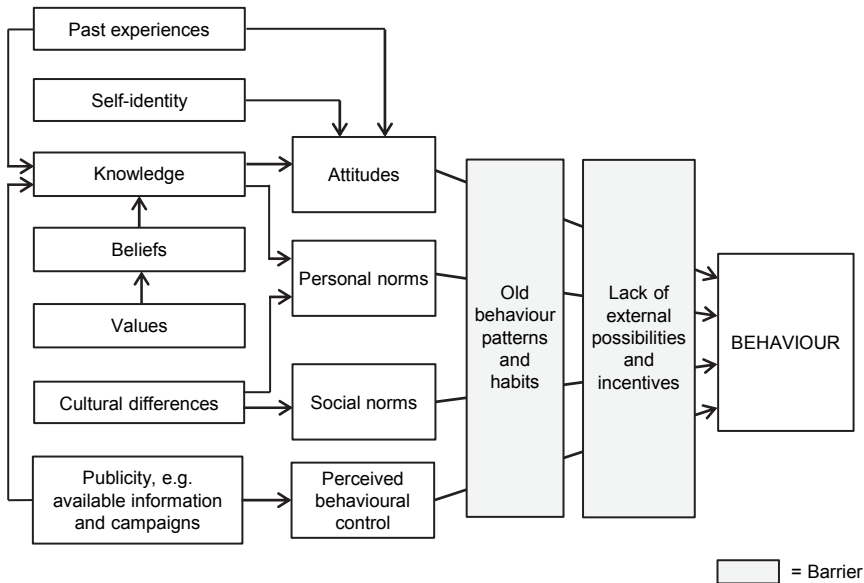 Past experiences
Self-identity
Knowledge
Beliefs
Values
Cultural differences
Publicity, e.g.
available information
and campaigns
Attitudes
Personal norms
Social norms
Perceived
behavioural
control
Old
behaviour
patterns
and
habits
Lack of
external
possibilities
and
incentives
BEHAVIOUR
= Barrier